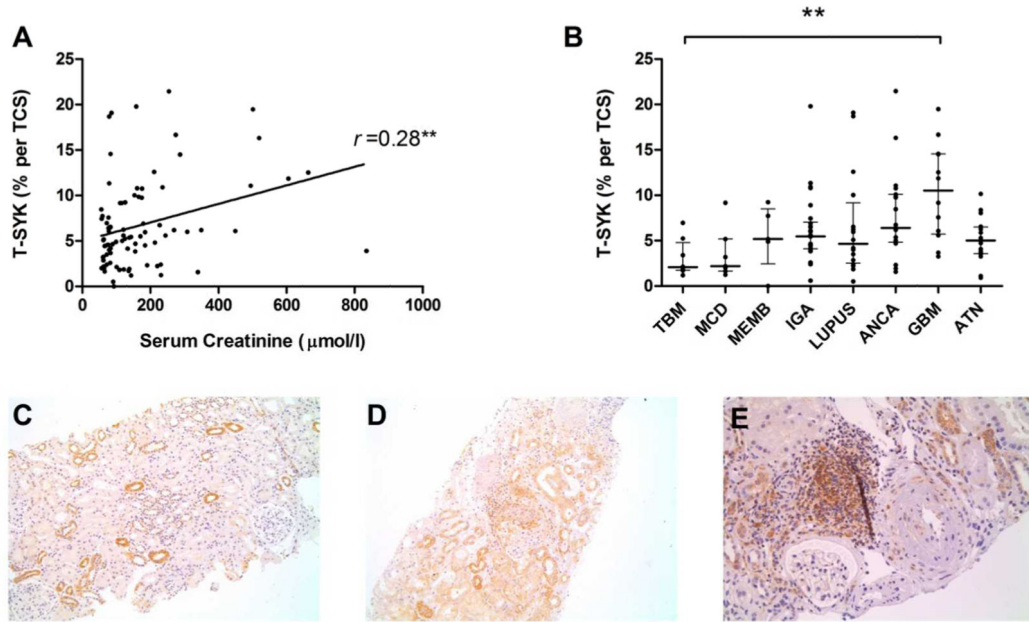 A
T-SYK (% per TCS)
25
20
15
10
5
0
r=0.28**
0
200
400
600
800
1000
Serum Creatinine (μmol/l)
B
**
T-SYK (% per TCS)
25
20
15
10
5
0
TBM
MCD
MEMB
IGA
LUPUS
ANCA
GBM
ATN
C
D
E